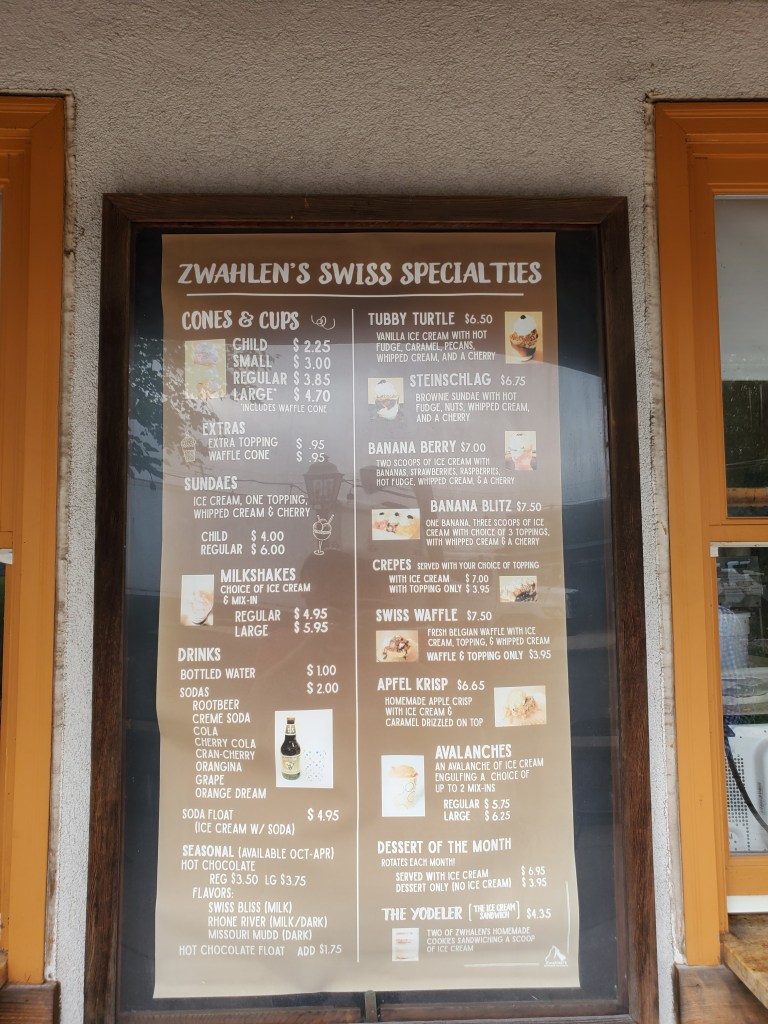 ZWAHLEN'S SWISS SPECIALTIES
CONES & CUPS
CHILD $2.25
SMALL $3.00
REGULAR $3.85
LARGE* $4.70
*INCLUDES WAFFLE CONE
EXTRAS
EXTRA TOPPING $ .95
WAFFLE CONE $ .95
SUNDAES
ICE CREAM, ONE TOPPING,
WHIPPED CREAM & CHERRY
CHILD $4.00
REGULAR $6.00
MILKSHAKES
CHOICE OF ICE CREAM
& MIX-IN
REGULAR $4.95
LARGE $5.95
DRINKS
BOTTLED WATER $1.00
SODAS $2.00
ROOTBEER
CREME SODA
COLA
CHERRY COLA
CRAN-CHERRY
ORANGINA
GRAPE
ORANGE DREAM
SODA FLOAT $4.95
(ICE CREAM W/ SODA)
SEASONAL (AVAILABLE OCT-APR)
HOT CHOCOLATE
REG $3.50 LG $3.75
FLAVORS:
SWISS BLISS (MILK)
RHONE RIVER (MILK/DARK)
MISSOURI MUDD (DARK)
HOT CHOCOLATE FLOAT ADD $1.75
TUBBY TURTLE $6.50
VANILLA ICE CREAM WITH HOT
FUDGE, CARAMEL, PECANS,
WHIPPED CREAM, AND A CHERRY
STEINSCHLAG $6.75
BROWNIE SUNDAE WITH HOT
FUDGE, NUTS, WHIPPED CREAM,
AND A CHERRY
BANANA BERRY $7.00
TWO SCOOPS OF ICE CREAM WITH
BANANAS, STRAWBERRIES, RASPBERRIES,
HOT FUDGE, WHIPPED CREAM, & A CHERRY
BANANA BLITZ $7.50
ONE BANANA, THREE SCOOPS OF ICE
CREAM WITH CHOICE OF 3 TOPPINGS,
WITH WHIPPED CREAM & A CHERRY
CREPES SERVED WITH YOUR CHOICE OF TOPPING
WITH ICE CREAM $7.00
WITH TOPPING ONLY $3.95
SWISS WAFFLE $7.50
FRESH BELGIAN WAFFLE WITH ICE
CREAM, TOPPING, & WHIPPED CREAM
WAFFLE & TOPPING ONLY $3.95
APFEL KRISP $6.65
HOMEMADE APPLE CRISP
WITH ICE CREAM &
CARAMEL DRIZZLED ON TOP
AVALANCHES
AN AVALANCHE OF ICE CREAM
ENGULFING A CHOICE OF
UP TO 2 MIX-INS
REGULAR $5.75
LARGE $6.25
DESSERT OF THE MONTH
ROTATES EACH MONTH!
SERVED WITH ICE CREAM $6.95
DESSERT ONLY (NO ICE CREAM) $3.95
THE YODELER [THE ICE CREAM SANDWICH] $4.35
TWO OF ZWHALEN'S HOMEMADE
COOKIES SANDWICHING A SCOOP
OF ICE CREAM